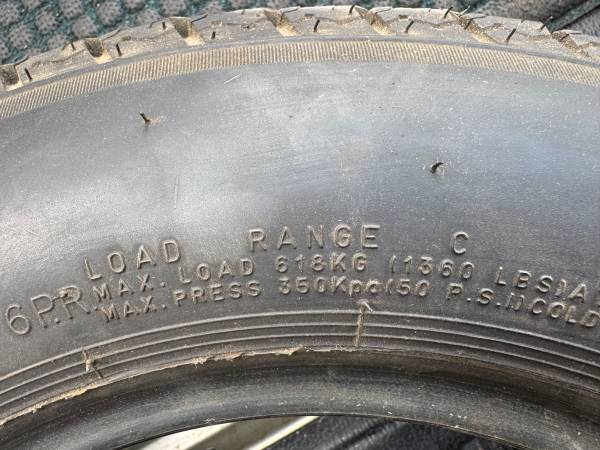 LOAD RANGE C
6P.R MAX. LOAD 618KG (1360 LBS)A
MAX. PRESS 350Kpa(50 P.S.I)COLD